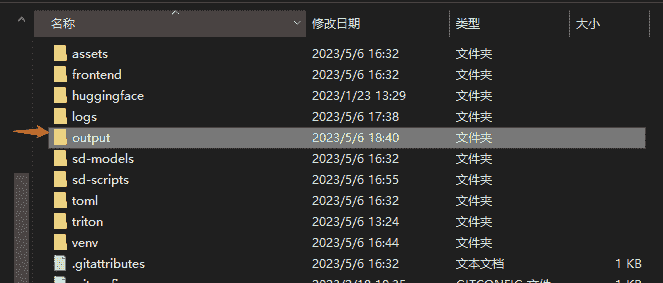 名称 修改日期 类型 大小
assets 2023/5/6 16:32 文件夹
frontend 2023/5/6 16:32 文件夹
huggingface 2023/1/23 13:29 文件夹
logs 2023/5/6 17:38 文件夹
output 2023/5/6 18:40 文件夹
sd-models 2023/5/6 16:32 文件夹
sd-scripts 2023/5/6 16:55 文件夹
toml 2023/5/6 16:32 文件夹
triton 2023/5/6 13:24 文件夹
venv 2023/5/6 16:44 文件夹
.gitattributes 2023/5/6 16:32 文本文档 1 KB